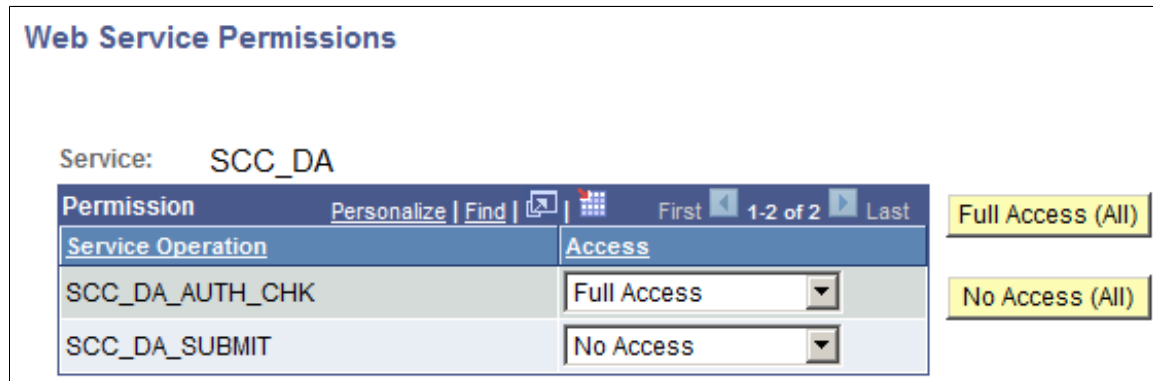 Web Service Permissions
Service: SCC_DA
Permission Personalize | Find | | First 1-2 of 2 Last
Full Access (All)
Service Operation Access
SCC_DA_AUTH_CHK Full Access
No Access (All)
SCC_DA_SUBMIT No Access